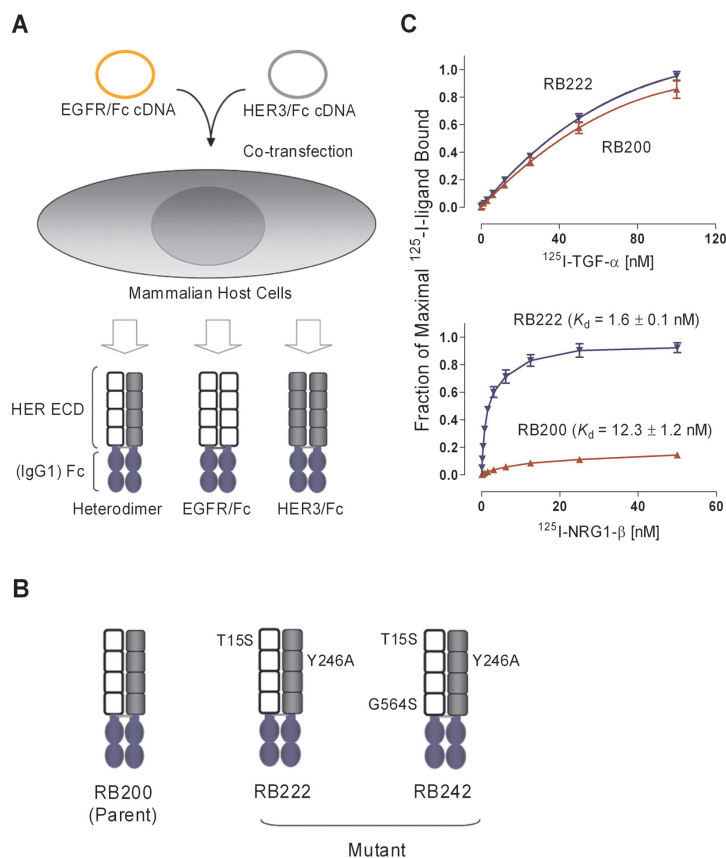 A
EGFR/Fc cDNA
HER3/Fc cDNA
Co-transfection
Mammalian Host Cells
HER ECD
(IgG1) Fc
Heterodimer
EGFR/Fc
HER3/Fc
C
Fraction of Maximal ¹²⁵-I-ligand Bound
1.0
0.8
0.6
0.4
0.2
0.0
RB222
RB200
0
40
80
120
¹²⁵I-TGF-α [nM]
1.0
0.8
0.6
0.4
0.2
0.0
RB222 (Kd = 1.6 ± 0.1 nM)
RB200 (Kd = 12.3 ± 1.2 nM)
0
20
40
60
¹²⁵I-NRG1-β [nM]
B
T15S
Y246A
T15S
Y246A
G564S
RB200
(Parent)
RB222
RB242
Mutant